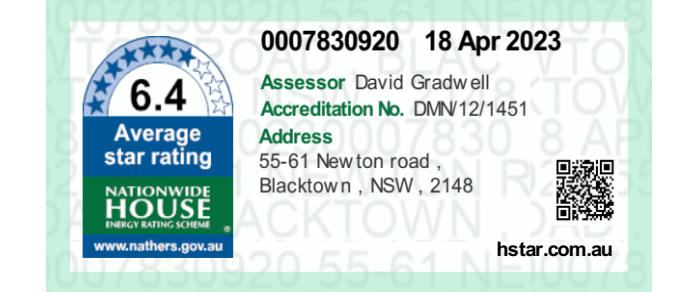 0007830920 18 Apr 2023
6.4
Average
star rating
NATIONWIDE
HOUSE
ENERGY RATING SCHEME
®
www.nathers.gov.au
Assessor David Gradwell
Accreditation No. DMN/12/1451
Address
55-61 Newton road ,
Blacktown , NSW , 2148
hstar.com.au